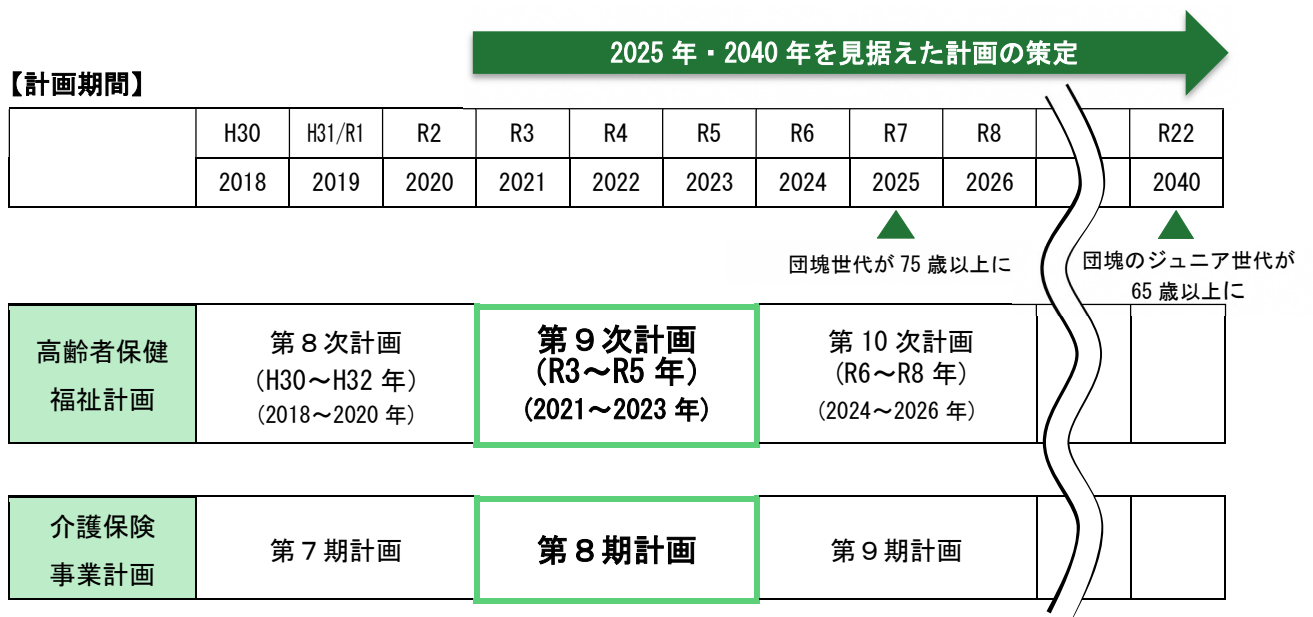 2025 年・2040 年を見据えた計画の策定
【計画期間】
H30 H31/R1 R2 R3 R4 R5 R6 R7 R8 R22
2018 2019 2020 2021 2022 2023 2024 2025 2026 2040
団塊世代が 75 歳以上に
団塊のジュニア世代が
65 歳以上に
高齢者保健
福祉計画
第８次計画
(H30～H32 年)
(2018～2020 年)
第９次計画
(R3～R5 年)
(2021～2023 年)
第 10 次計画
(R6～R8 年)
(2024～2026 年)
介護保険
事業計画
第７期計画
第８期計画
第９期計画